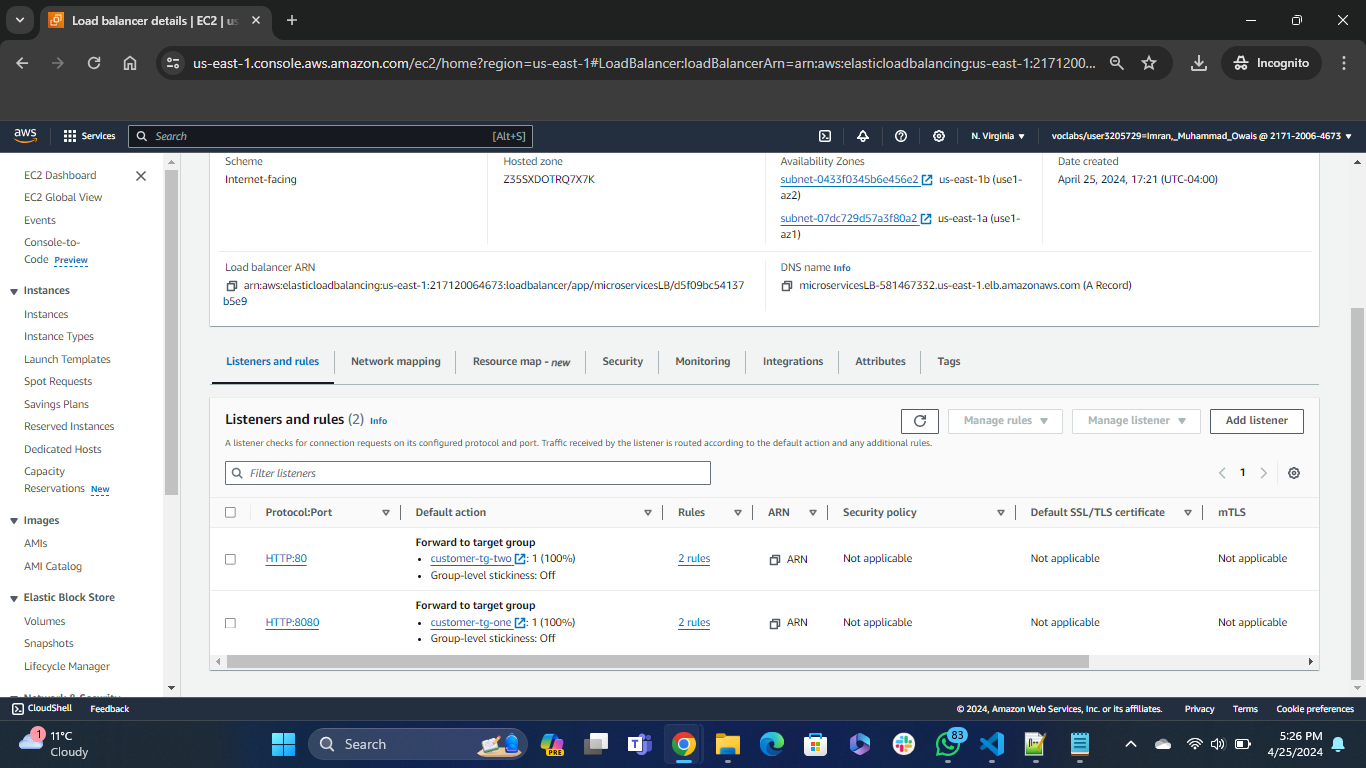 Load balancer details | EC2 | us
us-east-1.console.aws.amazon.com/ec2/home?region=us-east-1#LoadBalancer:loadBalancerArn=arn:aws:elasticloadbalancing:us-east-1:2171200...
Incognito
aws
Services
Search
[Alt+S]
N. Virginia
voclabs/user3205729=Imran,_Muhammad_Owais @ 2171-2006-4673
EC2 Dashboard
EC2 Global View
Events
Console-to-
Code Preview
Instances
Instances
Instance Types
Launch Templates
Spot Requests
Savings Plans
Reserved Instances
Dedicated Hosts
Capacity
Reservations New
Images
AMIs
AMI Catalog
Elastic Block Store
Volumes
Snapshots
Lifecycle Manager
Network & Security
Scheme
Internet-facing
Hosted zone
Z35SXDOTRQ7X7K
Availability Zones
subnet-0433f0345b6e456e2 us-east-1b (use1-
az2)
subnet-07dc729d57a3f80a2 us-east-1a (use1-
az1)
Date created
April 25, 2024, 17:21 (UTC-04:00)
Load balancer ARN
arn:aws:elasticloadbalancing:us-east-1:217120064673:loadbalancer/app/microservicesLB/d5f09bc54137
b5e9
DNS name Info
microservicesLB-581467332.us-east-1.elb.amazonaws.com (A Record)
Listeners and rules
Network mapping
Resource map - new
Security
Monitoring
Integrations
Attributes
Tags
Listeners and rules (2) Info
Manage rules
Manage listener
Add listener
A listener checks for connection requests on its configured protocol and port. Traffic received by the listener is routed according to the default action and any additional rules.
Filter listeners
1
Protocol:Port
Default action
Rules
ARN
Security policy
Default SSL/TLS certificate
mTLS
HTTP:80
Forward to target group
• customer-tg-two : 1 (100%)
• Group-level stickiness: Off
2 rules
ARN
Not applicable
Not applicable
Not applicable
HTTP:8080
Forward to target group
• customer-tg-one : 1 (100%)
• Group-level stickiness: Off
2 rules
ARN
Not applicable
Not applicable
Not applicable
CloudShell
Feedback
© 2024, Amazon Web Services, Inc. or its affiliates.
Privacy
Terms
Cookie preferences
1
11°C
Cloudy
Search
PRE
83
5:26 PM
4/25/2024